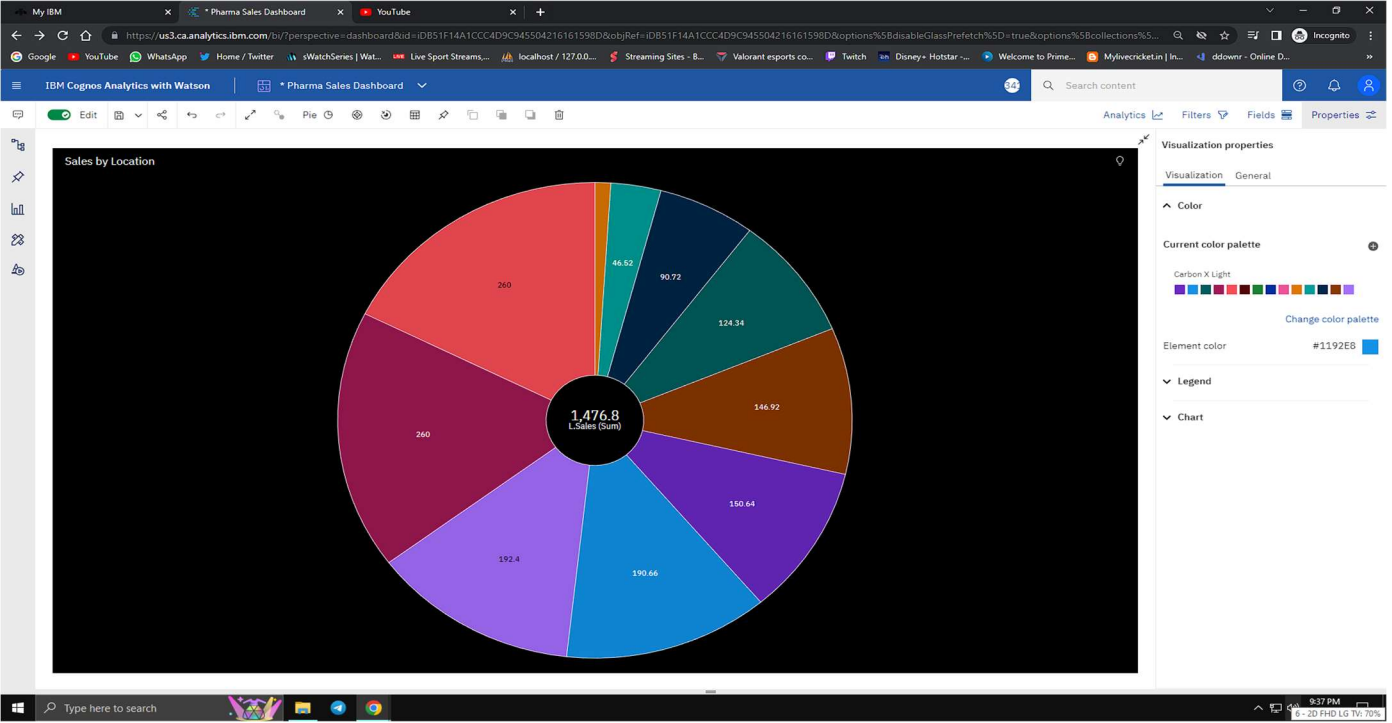 My IBM
* Pharma Sales Dashboard
YouTube
https://us3.ca.analytics.ibm.com/bi/?perspective=dashboard&id=iDB51F14A1CCC4D9C945504216161598D&objRef=iDB51F14A1CCC4D9C945504216161598D&options%5BdisableGlassPrefetch%5D=true&options%5Bcollections%5...
Incognito
Google
YouTube
WhatsApp
Home / Twitter
sWatchSeries | Wat...
Live Sport Streams,...
localhost / 127.0.0....
Streaming Sites - B...
Valorant esports co...
Twitch
Disney+ Hotstar -...
Welcome to Prime...
Mylivecricket.in | In...
ddownr - Online D...
»
IBM Cognos Analytics with Watson
* Pharma Sales Dashboard
Search content
Edit
Pie
Analytics
Filters
Fields
Properties
Sales by Location
Visualization properties
Visualization
General
Color
Current color palette
Carbon X Light
Change color palette
Element color
#1192E8
Legend
Chart
46.52
90.72
260
124.34
146.92
1,476.8
L.Sales (Sum)
260
150.64
192.4
190.66
Type here to search
9:37 PM
6 - 2D FHD LG TV: 70%